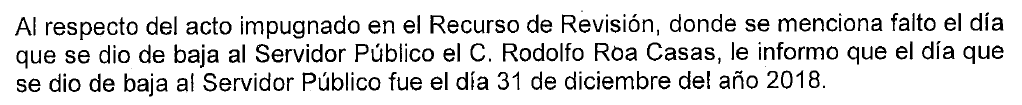 Al respecto del acto impugnado en el Recurso de Revisión, donde se menciona falto el día
que se dio de baja al Servidor Público el C. Rodolfo Roa Casas, le informo que el día que
se dio de baja al Servidor Público fue el día 31 de diciembre del año 2018.